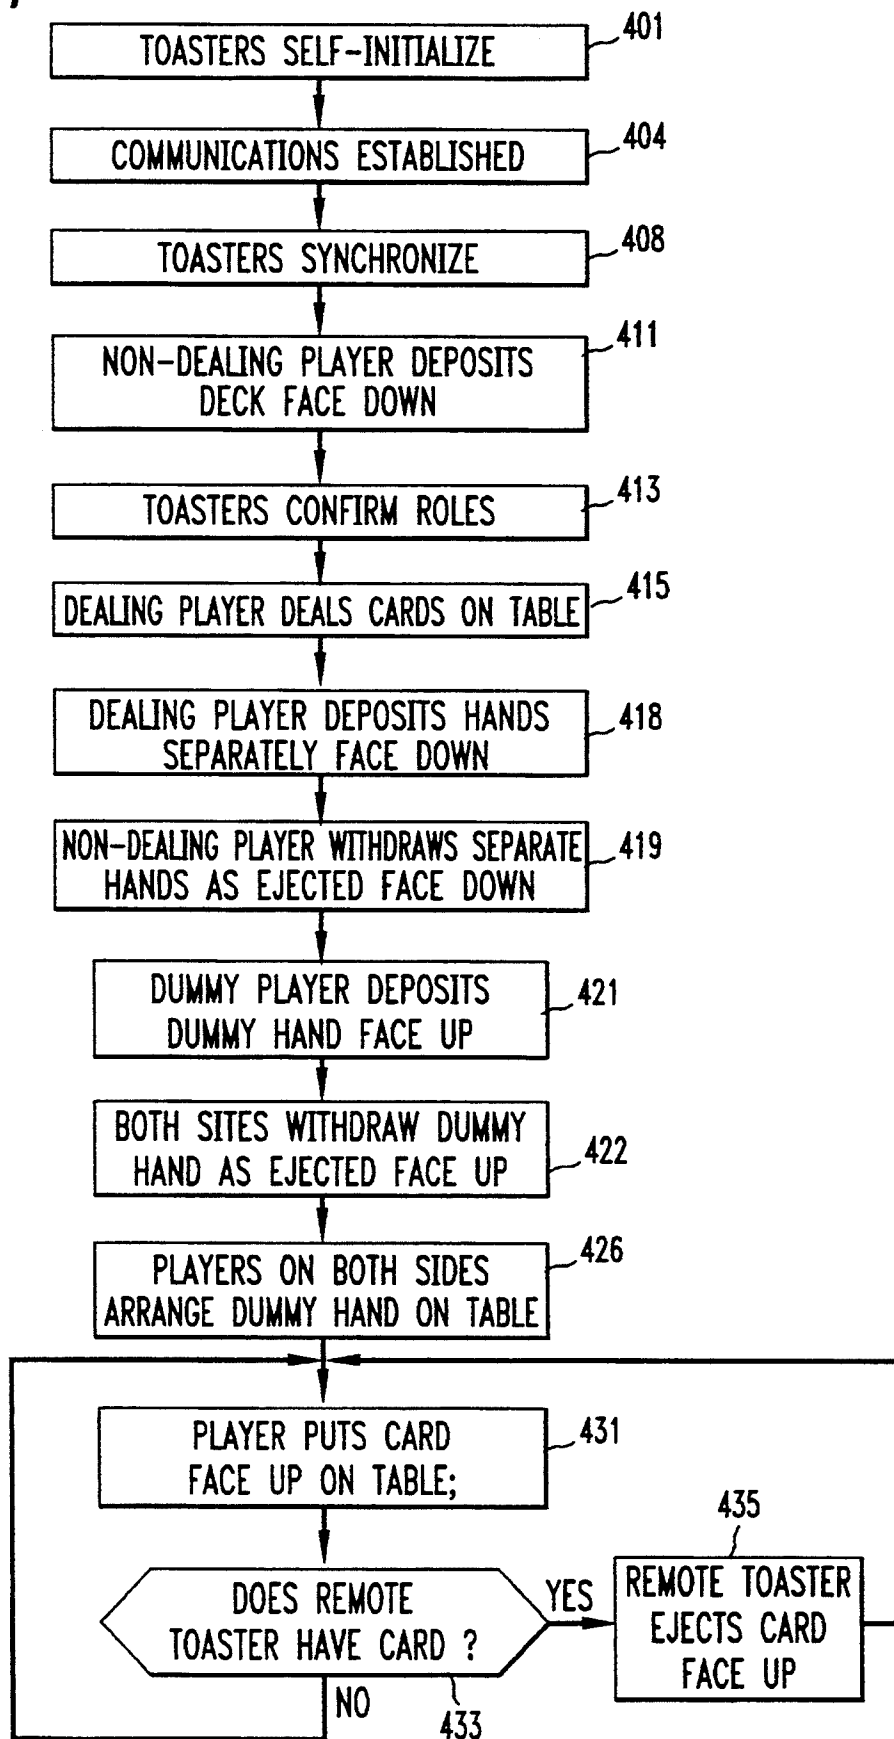 TOASTERS SELF-INITIALIZE
401
COMMUNICATIONS ESTABLISHED
404
TOASTERS SYNCHRONIZE
408
NON-DEALING PLAYER DEPOSITS
DECK FACE DOWN
411
TOASTERS CONFIRM ROLES
413
DEALING PLAYER DEALS CARDS ON TABLE
415
DEALING PLAYER DEPOSITS HANDS
SEPARATELY FACE DOWN
418
NON-DEALING PLAYER WITHDRAWS SEPARATE
HANDS AS EJECTED FACE DOWN
419
DUMMY PLAYER DEPOSITS
DUMMY HAND FACE UP
421
BOTH SITES WITHDRAW DUMMY
HAND AS EJECTED FACE UP
422
PLAYERS ON BOTH SIDES
ARRANGE DUMMY HAND ON TABLE
426
PLAYER PUTS CARD
FACE UP ON TABLE;
431
DOES REMOTE
TOASTER HAVE CARD ?
433
YES
NO
435
REMOTE TOASTER
EJECTS CARD
FACE UP